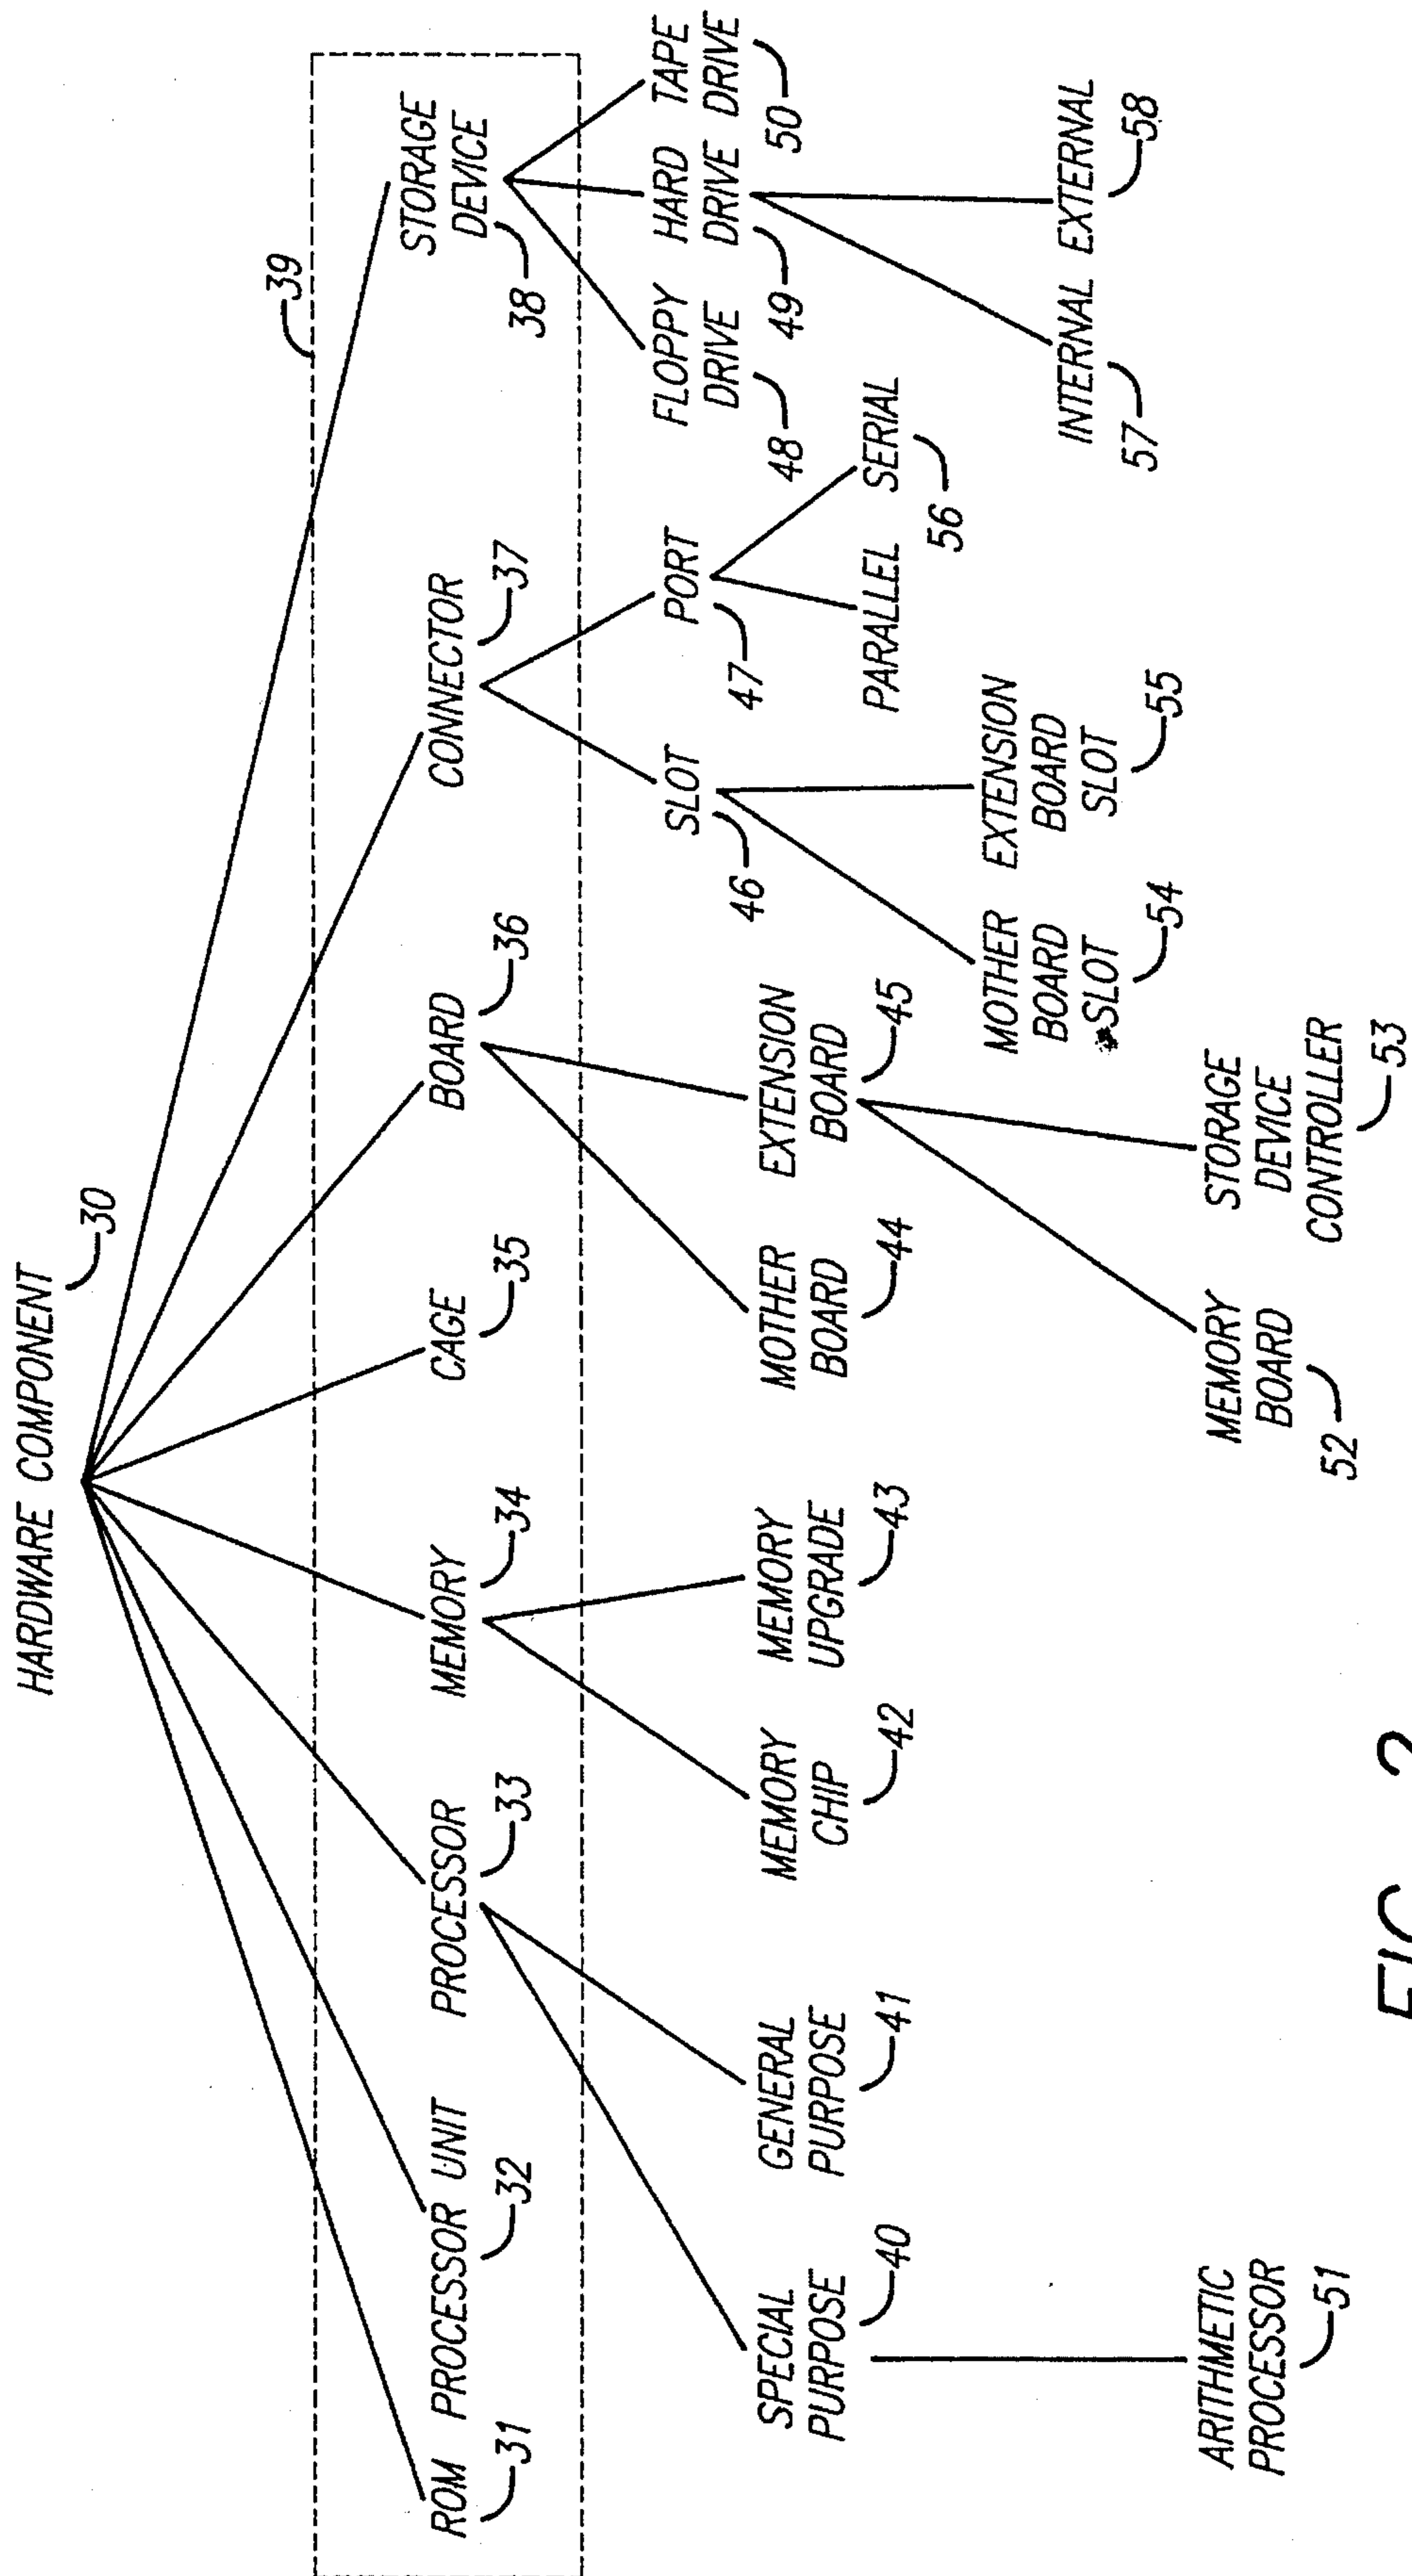 HARDWARE COMPONENT
30
39
ROM
31
PROCESSOR UNIT
32
PROCESSOR
33
MEMORY
34
CAGE
35
BOARD
36
CONNECTOR
37
STORAGE
DEVICE
38
SPECIAL
PURPOSE
40
GENERAL
PURPOSE
41
MEMORY
CHIP
42
MEMORY
UPGRADE
43
MOTHER
BOARD
44
EXTENSION
BOARD
45
SLOT
46
PORT
47
FLOPPY
DRIVE
48
HARD
DRIVE
49
TAPE
DRIVE
50
ARITHMETIC
PROCESSOR
51
MEMORY
BOARD
52
STORAGE
DEVICE
CONTROLLER
53
MOTHER
BOARD
SLOT
54
EXTENSION
BOARD
SLOT
55
PARALLEL
SERIAL
56
INTERNAL
57
EXTERNAL
58
FIG. 2